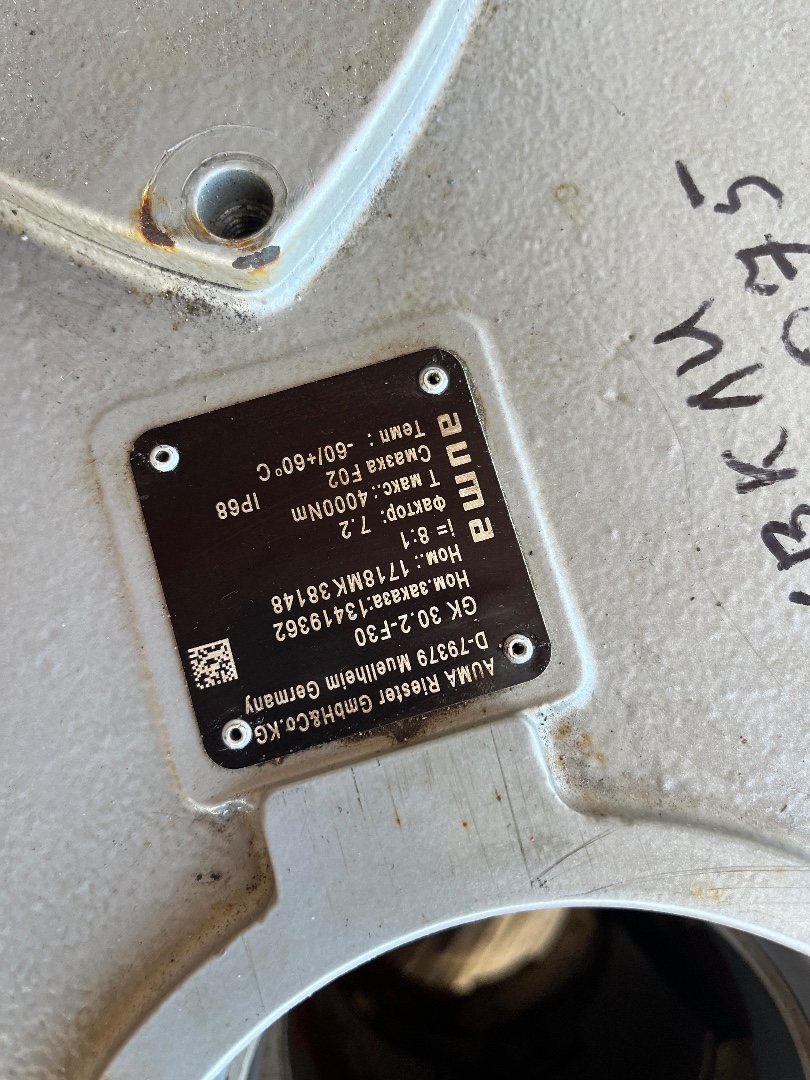 AUMA Riester GmbH&Co.KG
D-79379 Muellheim Germany
GK 30.2-F30
Ном.заказа:13419362
Ном.: 1718MK38148
i= 8:1
Фактор: 7.2
T макс.: 4000Nm
Смазка F02 IP68
Темп : -60/+60°C
auma